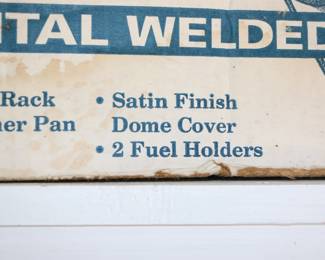 TAL WELDED
Rack
er Pan
• Satin Finish
Dome Cover
• 2 Fuel Holders